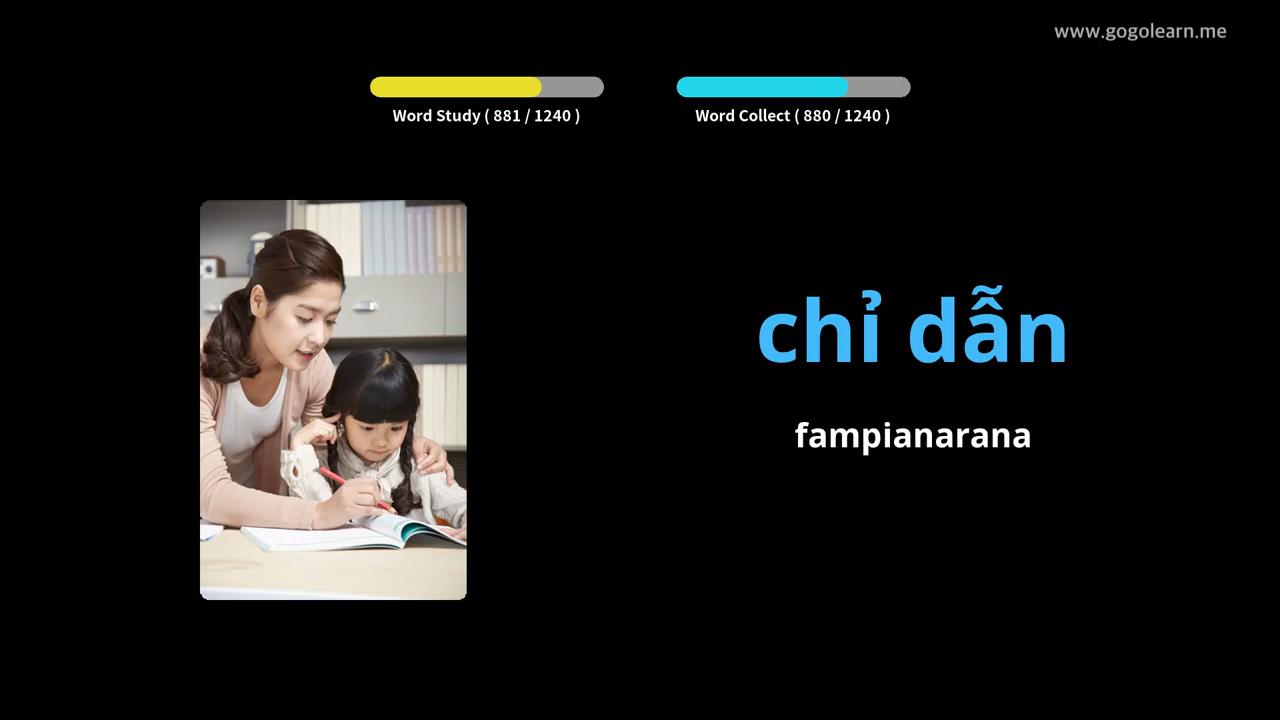 www.gogolearn.me
Word Study ( 881 / 1240 )
Word Collect ( 880 / 1240 )
chỉ dẫn
fampianarana